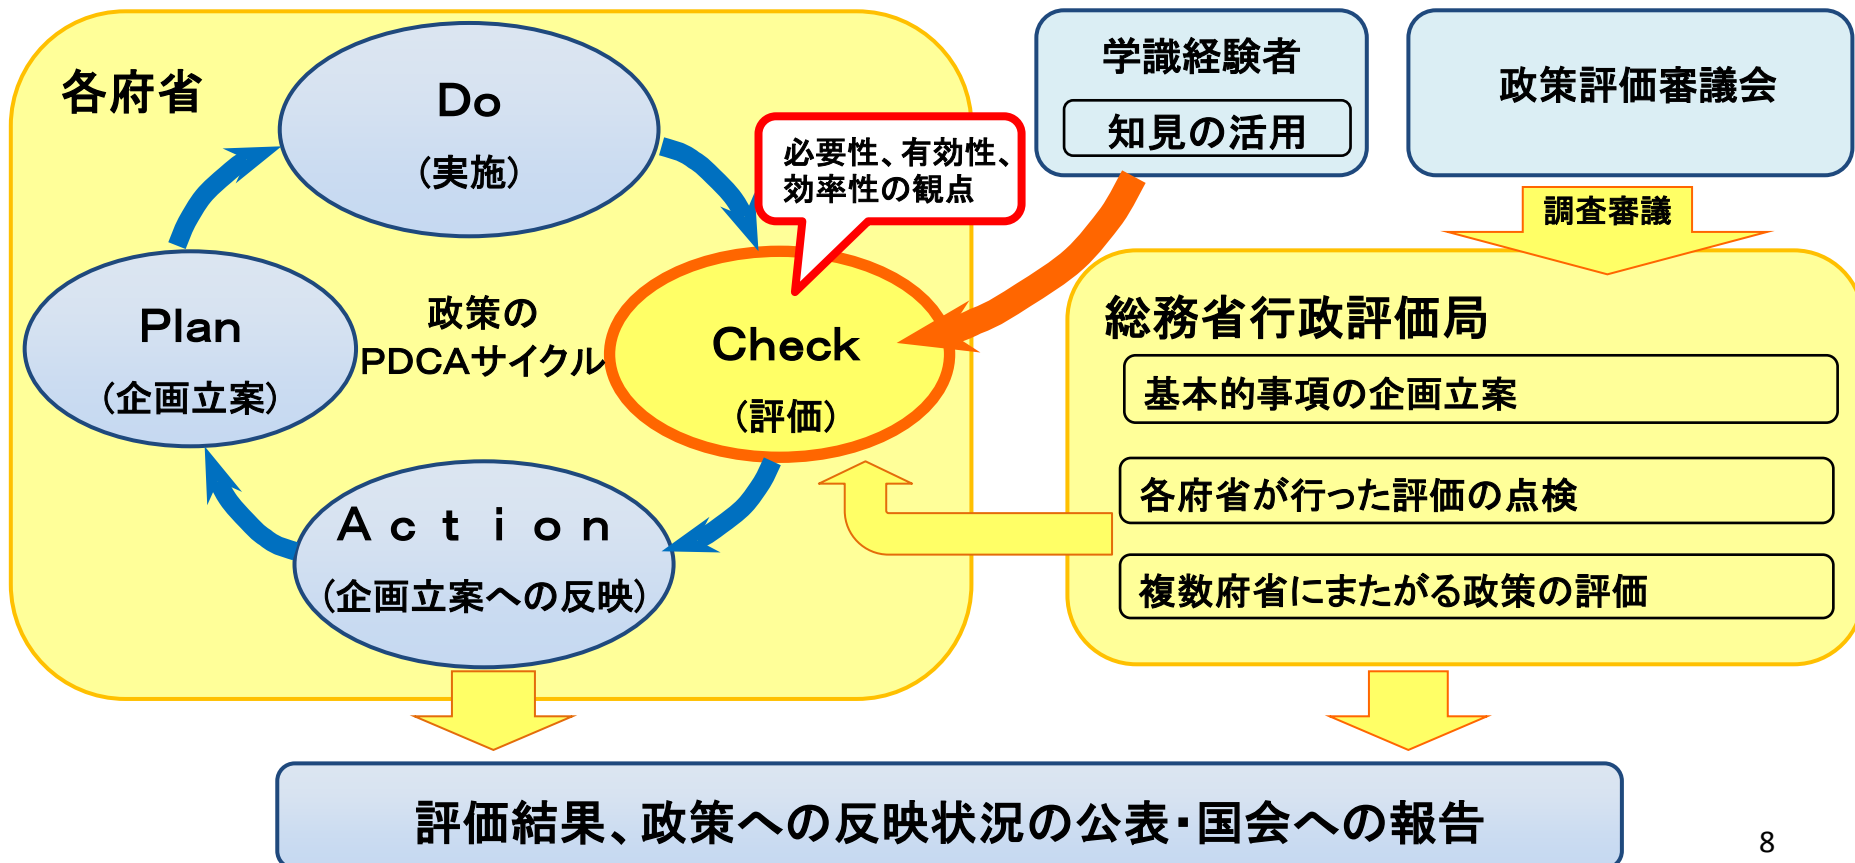 各府省
Do
(実施)
必要性、有効性、
効率性の観点
Plan
(企画立案)
政策の
PDCAサイクル
Check
(評価)
Action
(企画立案への反映)
学識経験者
知見の活用
政策評価審議会
調査審議
総務省行政評価局
基本的事項の企画立案
各府省が行った評価の点検
複数府省にまたがる政策の評価
評価結果、政策への反映状況の公表・国会への報告
8